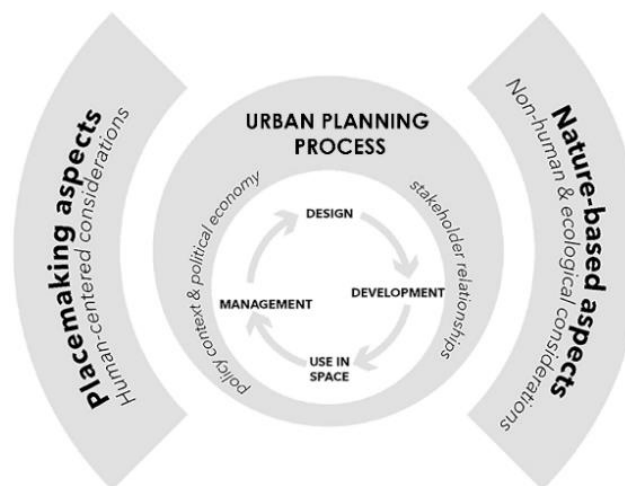 Placemaking aspects
Human-centered considerations
URBAN PLANNING
PROCESS
policy context & political economy
stakeholder relationships
DESIGN
DEVELOPMENT
USE IN
SPACE
MANAGEMENT
Nature-based aspects
Non-human & ecological considerations